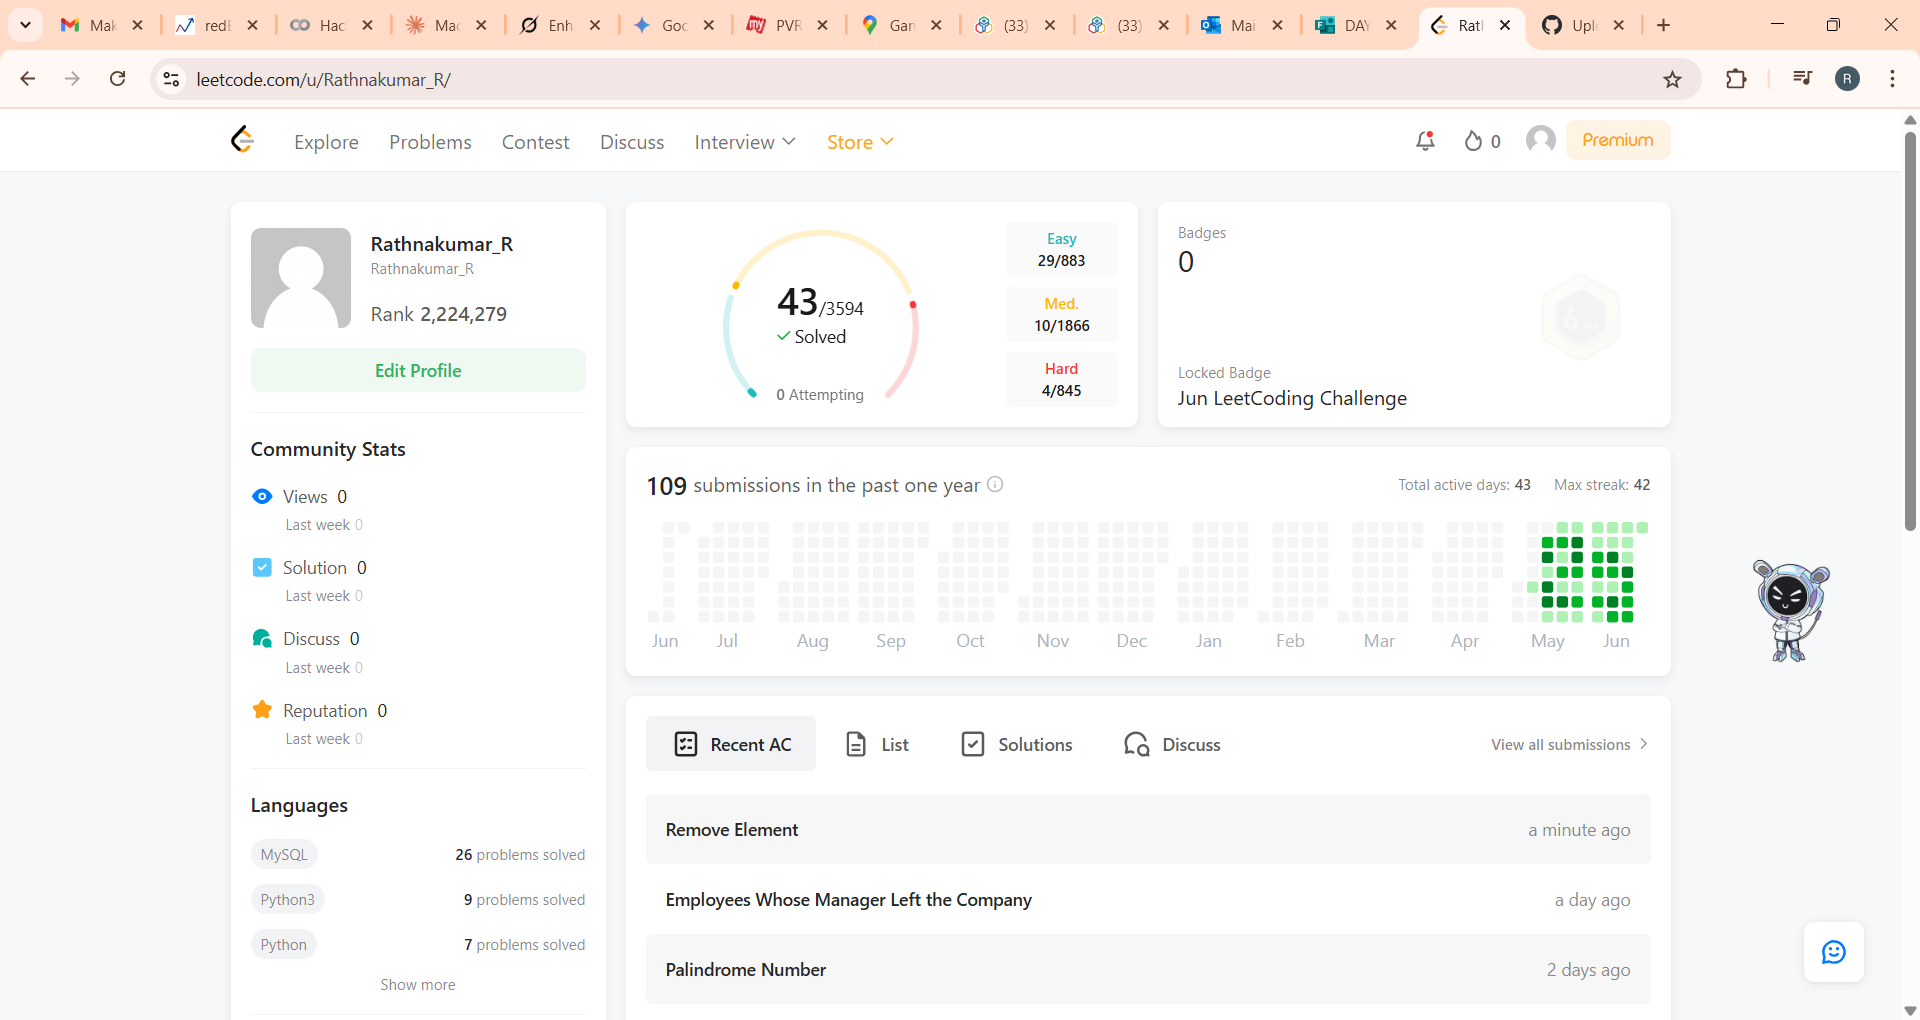 Mak
redB
Hac
Mac
Enh
Goo
PVR
Gan
(33)
(33)
Mai
DAY
Rath
Uplo
leetcode.com/u/Rathnakumar_R/
R
Explore
Problems
Contest
Discuss
Interview
Store
0
Premium
Rathnakumar_R
Rathnakumar_R
Rank 2,224,279
Edit Profile
Community Stats
Views 0
Last week 0
Solution 0
Last week 0
Discuss 0
Last week 0
Reputation 0
Last week 0
Languages
MySQL 26 problems solved
Python3 9 problems solved
Python 7 problems solved
Show more
43/3594
Solved
0 Attempting
Easy
29/883
Med.
10/1866
Hard
4/845
Badges
0
Locked Badge
Jun LeetCoding Challenge
109 submissions in the past one year
Total active days: 43 Max streak: 42
Jun Jul Aug Sep Oct Nov Dec Jan Feb Mar Apr May Jun
Recent AC
List
Solutions
Discuss
View all submissions
Remove Element a minute ago
Employees Whose Manager Left the Company a day ago
Palindrome Number 2 days ago